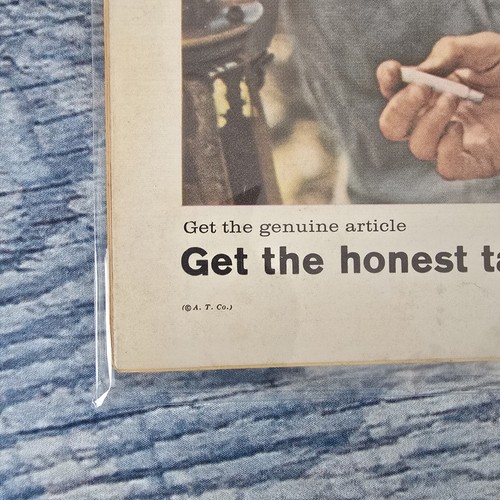 Get the genuine article
Get the honest ta
(© A. T. Co.)